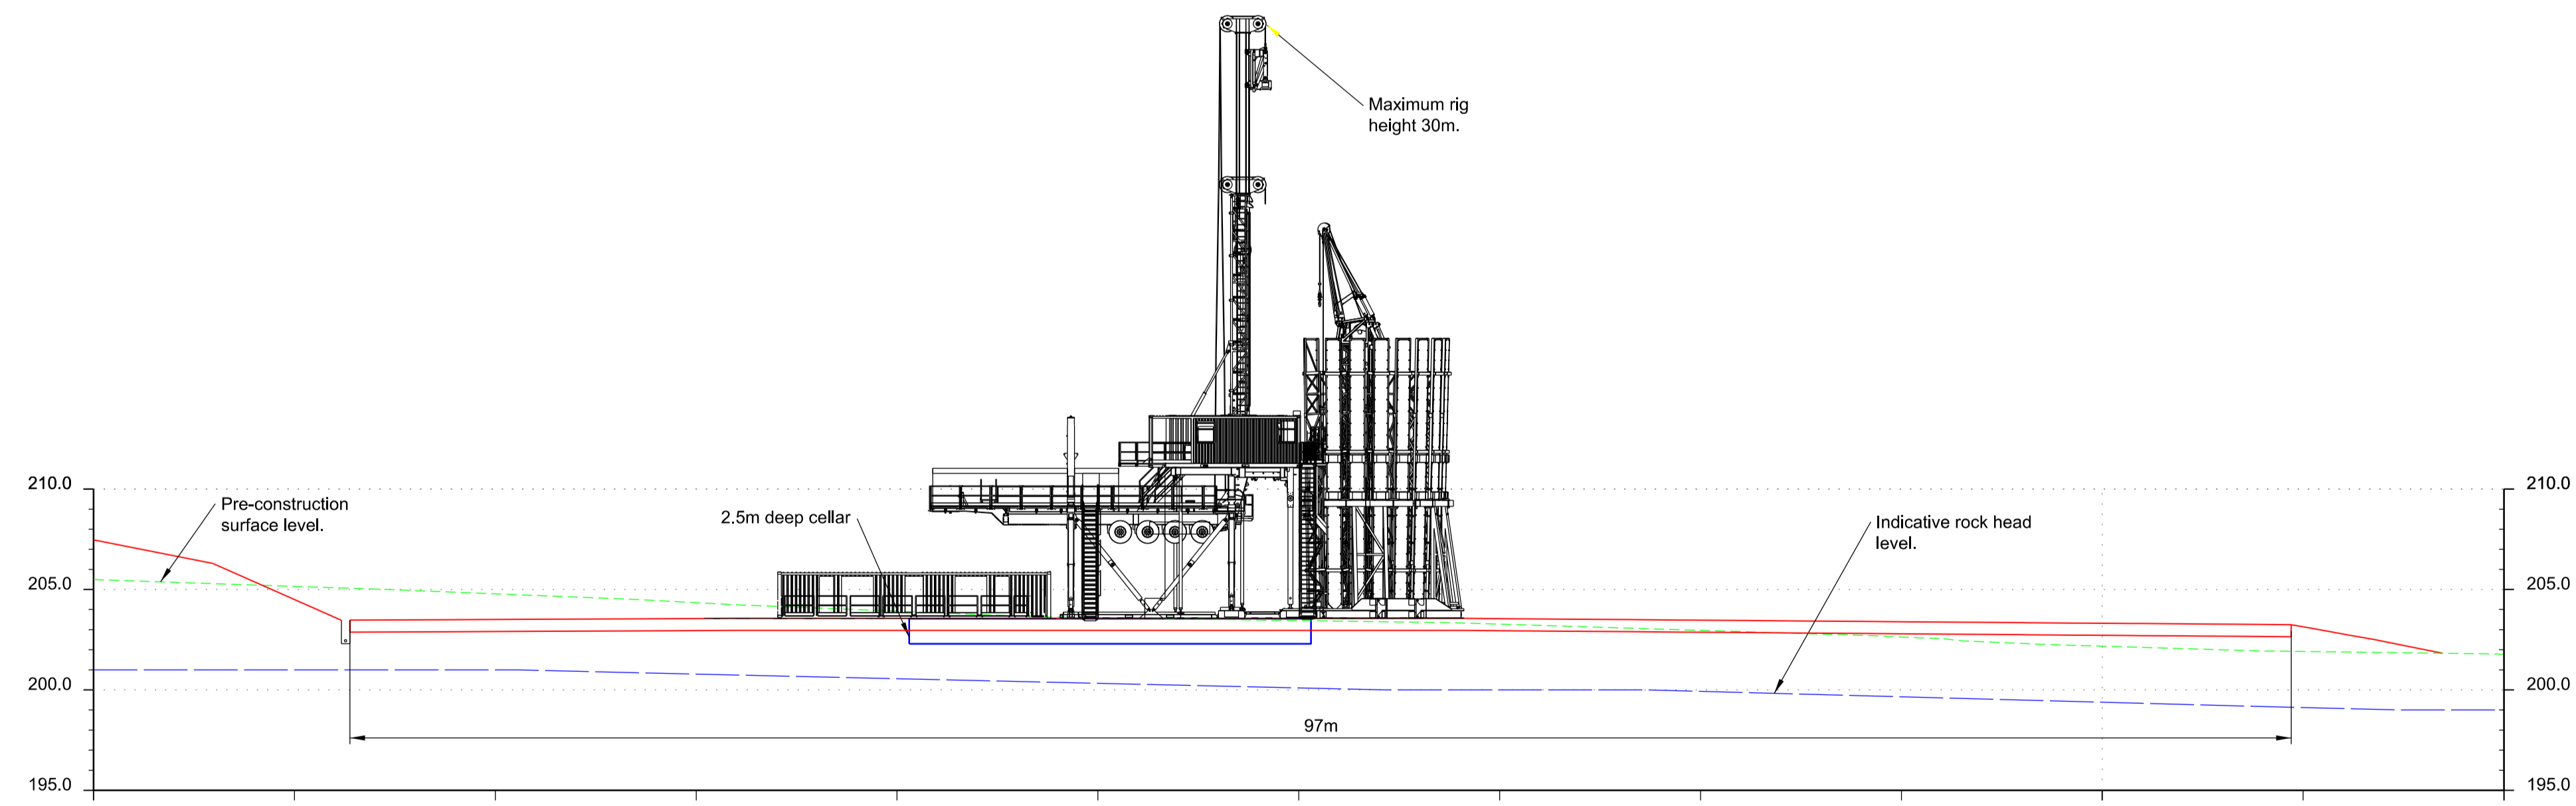 Maximum rig
height 30m.
210.0
210.0
Pre-construction
surface level.
2.5m deep cellar
Indicative rock head
level.
205.0
205.0
200.0
200.0
97m
195.0
195.0